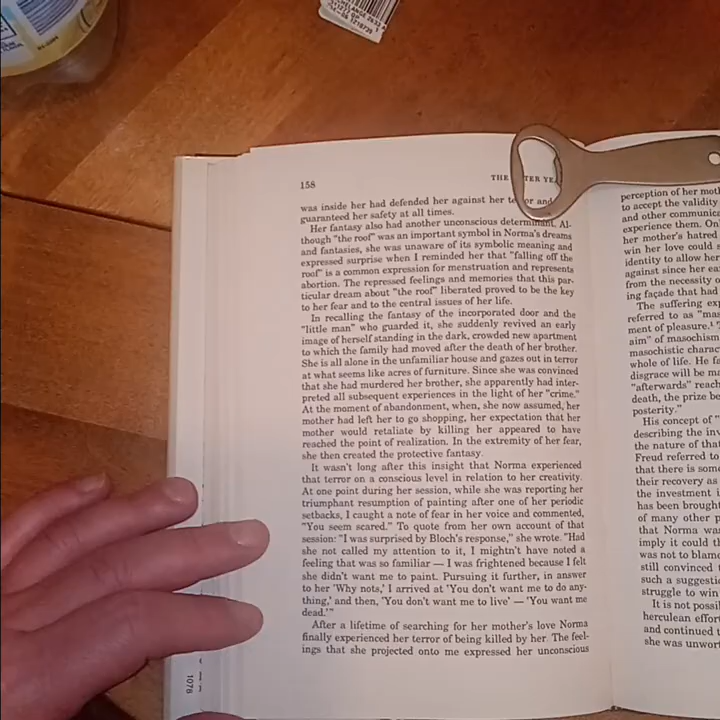 158
THE
was inside her had defended her against her and
guaranteed her safety at all times.
Her fantasy also had another unconscious determinant. Al-
though "the roof" was an important symbol in Norma's dreams
and fantasies, she was unaware of its symbolic meaning and
expressed surprise when I reminded her that "falling off the
roof" is a common expression for menstruation and represents
abortion. The repressed feelings and memories that this par-
ticular dream about "the roof" liberated proved to be the key
to her fear and to the central issues of her life.
In recalling the fantasy of the incorporated door and the
"little man" who guarded it, she suddenly revived an early
image of herself standing in the dark, crowded new apartment
to which the family had moved after the death of her brother.
She is all alone in the unfamiliar house and gazes out in terror
at what seems like acres of furniture. Since she was convinced
that she had murdered her brother, she apparently had inter-
preted all subsequent experiences in the light of her "crime."
At the moment of abandonment, when, she now assumed, her
mother had left her to go shopping, her expectation that her
mother would retaliate by killing her appeared to have
reached the point of realization. In the extremity of her fear,
she then created the protective fantasy.
It wasn't long after this insight that Norma experienced
that terror on a conscious level in relation to her creativity.
At one point during her session, while she was reporting her
triumphant resumption of painting after one of her periodic
setbacks, I caught a note of fear in her voice and commented,
"You seem scared." To quote from her own account of that
session: "I was surprised by Bloch's response," she wrote. "Had
she not called my attention to it, I mightn't have noted a
feeling that was so familiar — I was frightened because I felt
she didn't want me to paint. Pursuing it further, in answer
to her 'Why not,' I arrived at 'You don't want me to do any-
thing,' and then, 'You don't want me to live' — 'You want me
dead.'"
After a lifetime of searching for her mother's love Norma
finally experienced her terror of being killed by her. The feel-
ings that she projected onto me expressed her unconscious
perception of her mot
to accept the validity
and other communic
experience them. On
her mother's hatred
win her love could
identity to allow her
against since her ea
from the necessity o
ing façade that had
The suffering exp
referred to as "mas
ment of pleasure.¹
aim" of masochism
masochistic charac
whole of life. He fa
disgrace will be ma
"afterwards" reach
death, the prize be
posterity."
His concept of
describing the inv
the nature of that
Freud referred to
that there is some
their recovery as
the investment i
has been brought
of many other p
that Norma was
imply it could th
was not to blame
still convinced t
such a suggestio
struggle to win
It is not possi
herculean effor
and continued t
she was unwor
1078